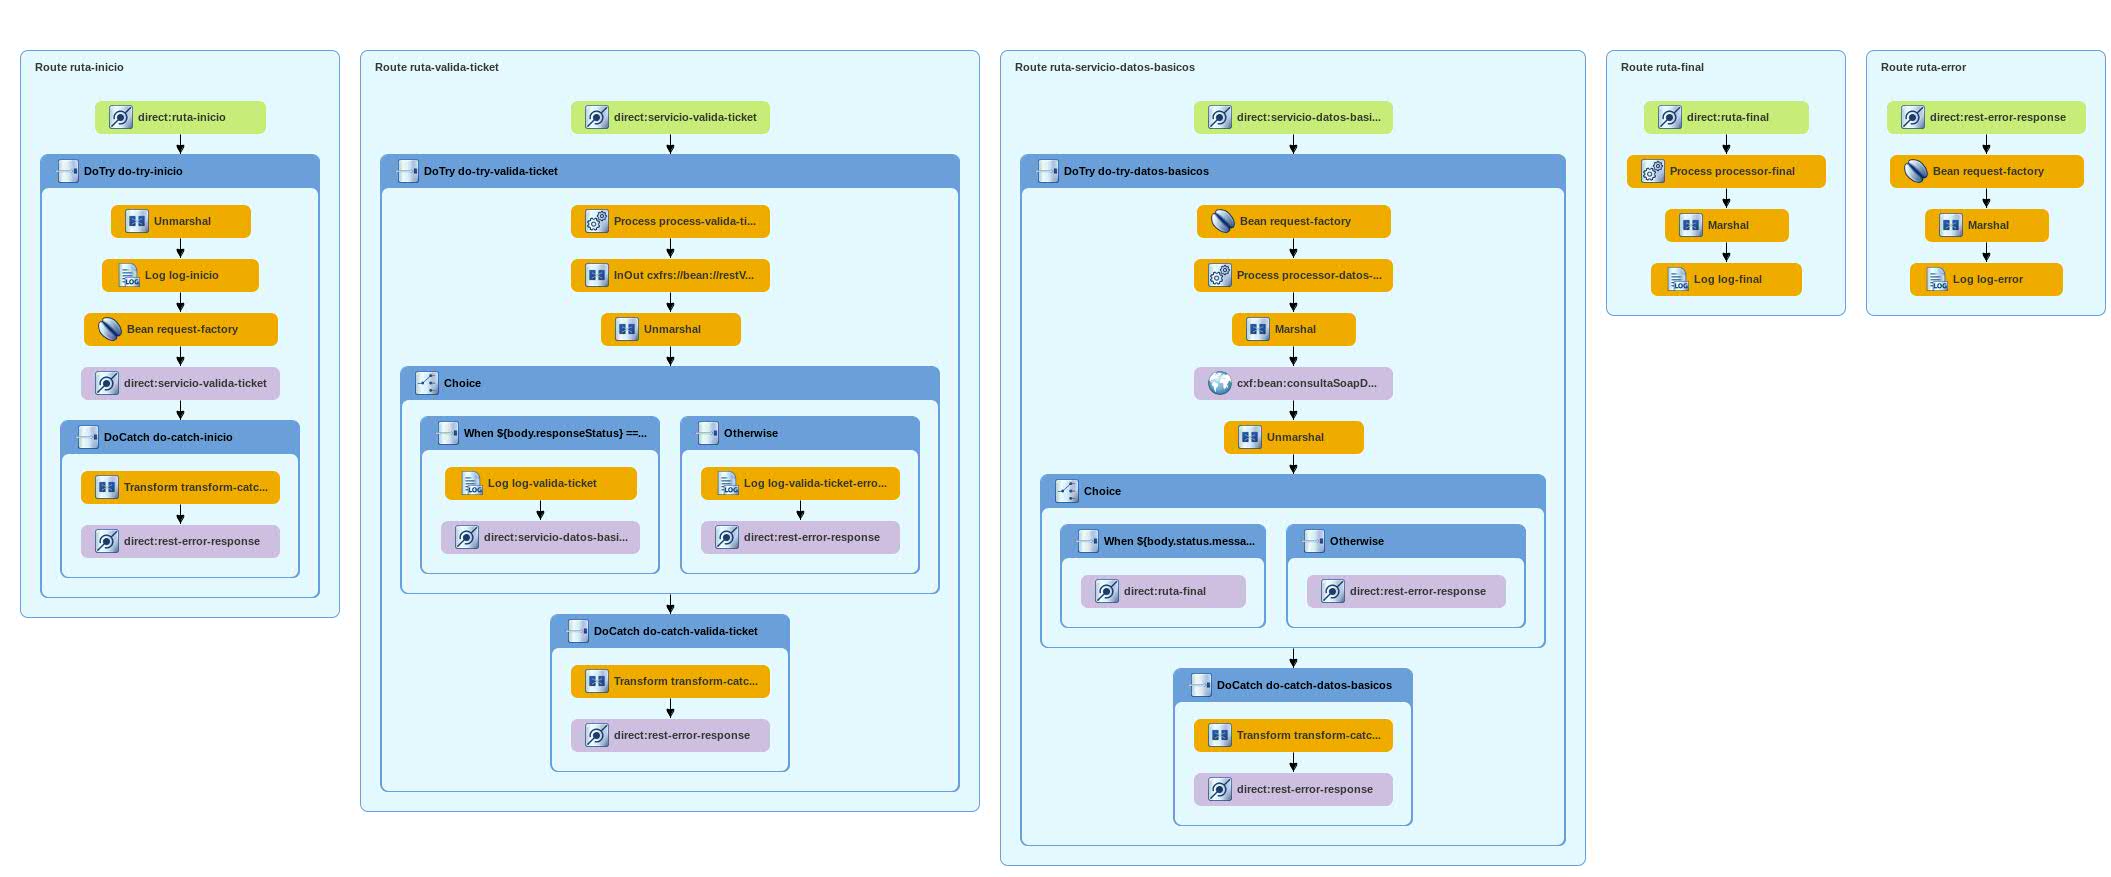 Route ruta-inicio
direct:ruta-inicio
DoTry do-try-inicio
Unmarshal
Log log-inicio
Bean request-factory
direct:servicio-valida-ticket
DoCatch do-catch-inicio
Transform transform-catc...
direct:rest-error-response
Route ruta-valida-ticket
direct:servicio-valida-ticket
DoTry do-try-valida-ticket
Process process-valida-ti...
InOut cxfrs://bean://restV...
Unmarshal
Choice
When ${body.responseStatus} ==...
Log log-valida-ticket
direct:servicio-datos-basi...
Otherwise
Log log-valida-ticket-erro...
direct:rest-error-response
DoCatch do-catch-valida-ticket
Transform transform-catc...
direct:rest-error-response
Route ruta-servicio-datos-basicos
direct:servicio-datos-basi...
DoTry do-try-datos-basicos
Bean request-factory
Process processor-datos-...
Marshal
cxf:bean:consultaSoapD...
Unmarshal
Choice
When ${body.status.messa...
direct:ruta-final
Otherwise
direct:rest-error-response
DoCatch do-catch-datos-basicos
Transform transform-catc...
direct:rest-error-response
Route ruta-final
direct:ruta-final
Process processor-final
Marshal
LOG
Log log-final
Route ruta-error
direct:rest-error-response
Bean request-factory
Marshal
LOG
Log log-error